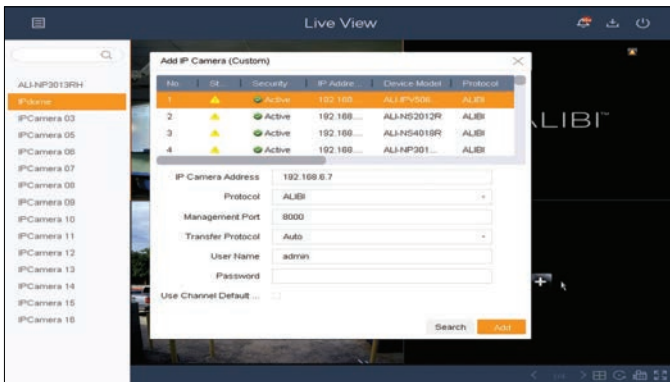 Live View
Add IP Camera (Custom)
No. St... Security IP Addre... Device Model Protocol
1 Active 192.168.... ALI-IPV506... ALIBI
2 Active 192.168.... ALI-NS2012R ALIBI
3 Active 192.168.... ALI-NS4018R ALIBI
4 Active 192.168.... ALI-NP301... ALIBI
IP Camera Address 192.168.6.7
Protocol ALIBI
Management Port 8000
Transfer Protocol Auto
User Name admin
Password
Use Channel Default ...
Search Add
ALI-NP3013RH
IPdome
IPCamera 03
IPCamera 05
IPCamera 06
IPCamera 07
IPCamera 08
IPCamera 09
IPCamera 10
IPCamera 11
IPCamera 12
IPCamera 13
IPCamera 14
IPCamera 15
IPCamera 16
LIBI™